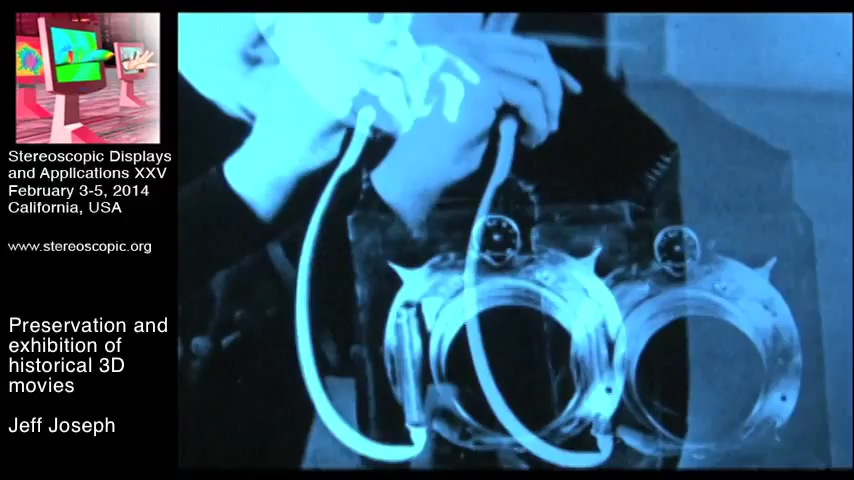 Stereoscopic Displays
and Applications XXV
February 3-5, 2014
California, USA
www.stereoscopic.org
Preservation and
exhibition of
historical 3D
movies
Jeff Joseph